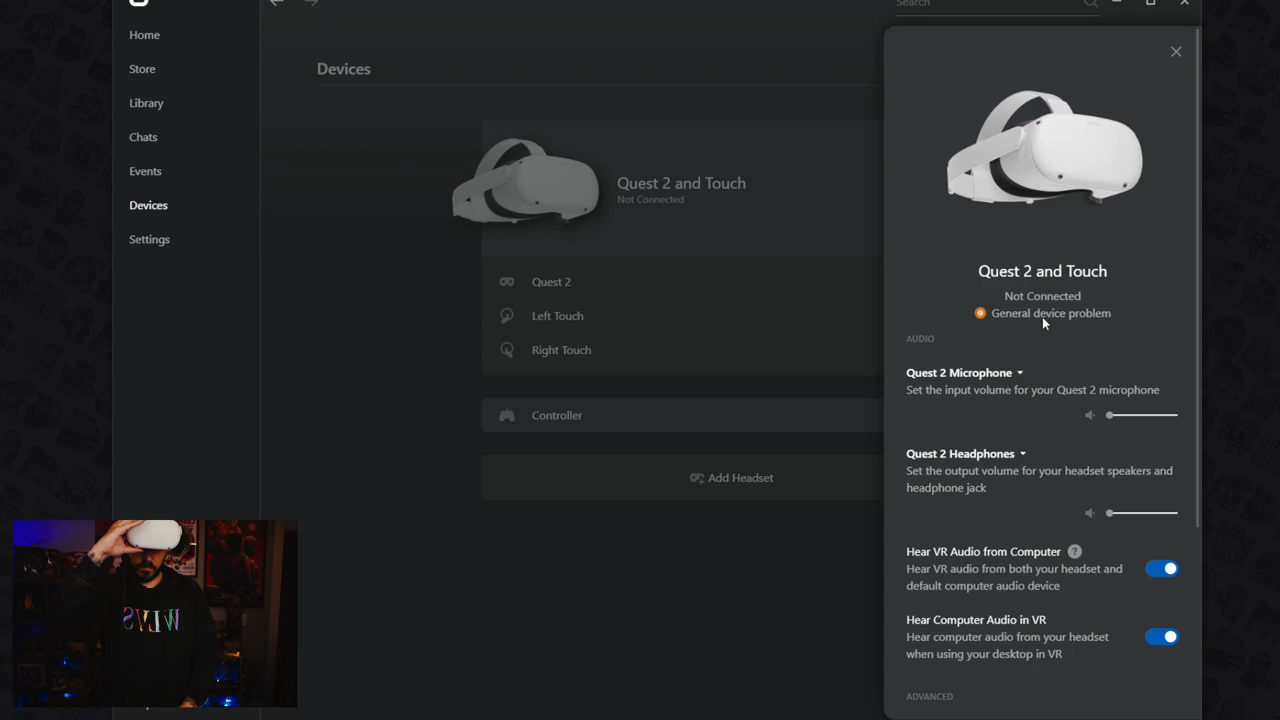 Search
Home
Store
Library
Chats
Events
Devices
Settings
Devices
Quest 2 and Touch
Not Connected
Quest 2
Left Touch
Right Touch
Controller
Add Headset
Quest 2 and Touch
Not Connected
General device problem
AUDIO
Quest 2 Microphone
Set the input volume for your Quest 2 microphone
Quest 2 Headphones
Set the output volume for your headset speakers and
headphone jack
Hear VR Audio from Computer ?
Hear VR audio from both your headset and
default computer audio device
Hear Computer Audio in VR
Hear computer audio from your headset
when using your desktop in VR
ADVANCED